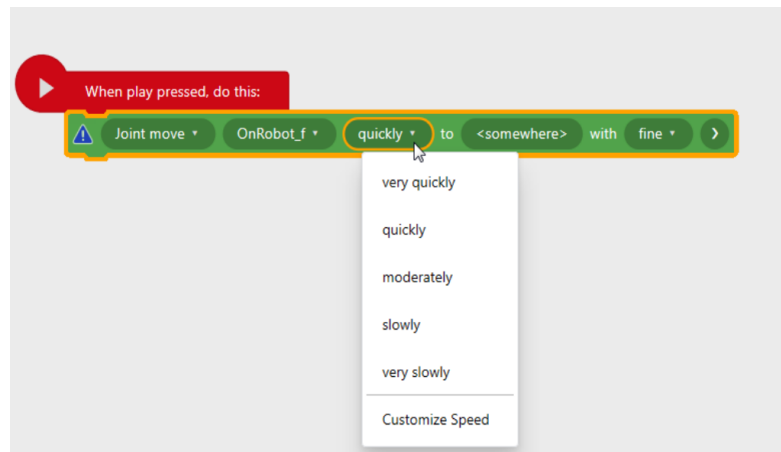 When play pressed, do this:
Joint move OnRobot_f quickly to <somewhere> with fine
very quickly
quickly
moderately
slowly
very slowly
Customize Speed